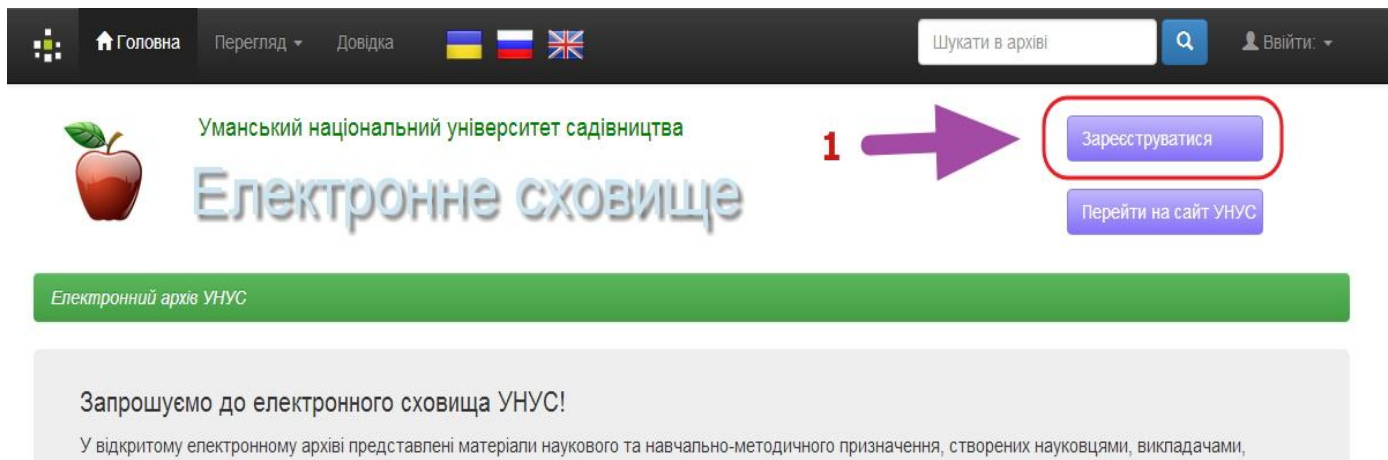 Головна Перегляд Довідка Шукати в архіві Ввійти:
Уманський національний університет садівництва
Електронне сховище
1
Зареєструватися
Перейти на сайт УНУС
Електронний архів УНУС
Запрошуємо до електронного сховища УНУС!
У відкритому електронному архіві представлені матеріали наукового та навчально-методичного призначення, створених науковцями, викладачами,